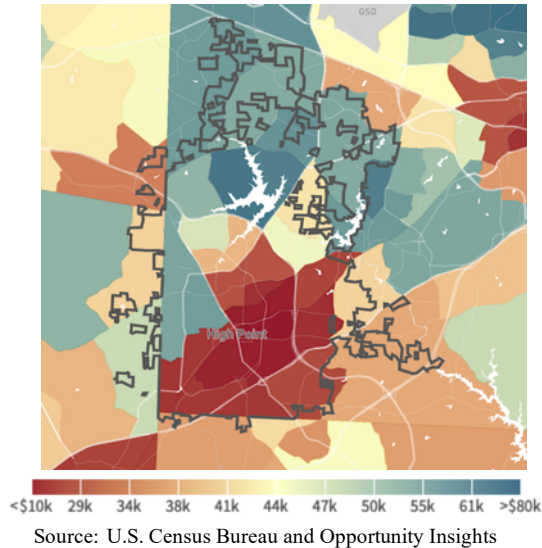 GSO
High Point
<$10k 29k 34k 38k 41k 44k 47k 50k 55k 61k >$80k
Source: U.S. Census Bureau and Opportunity Insights